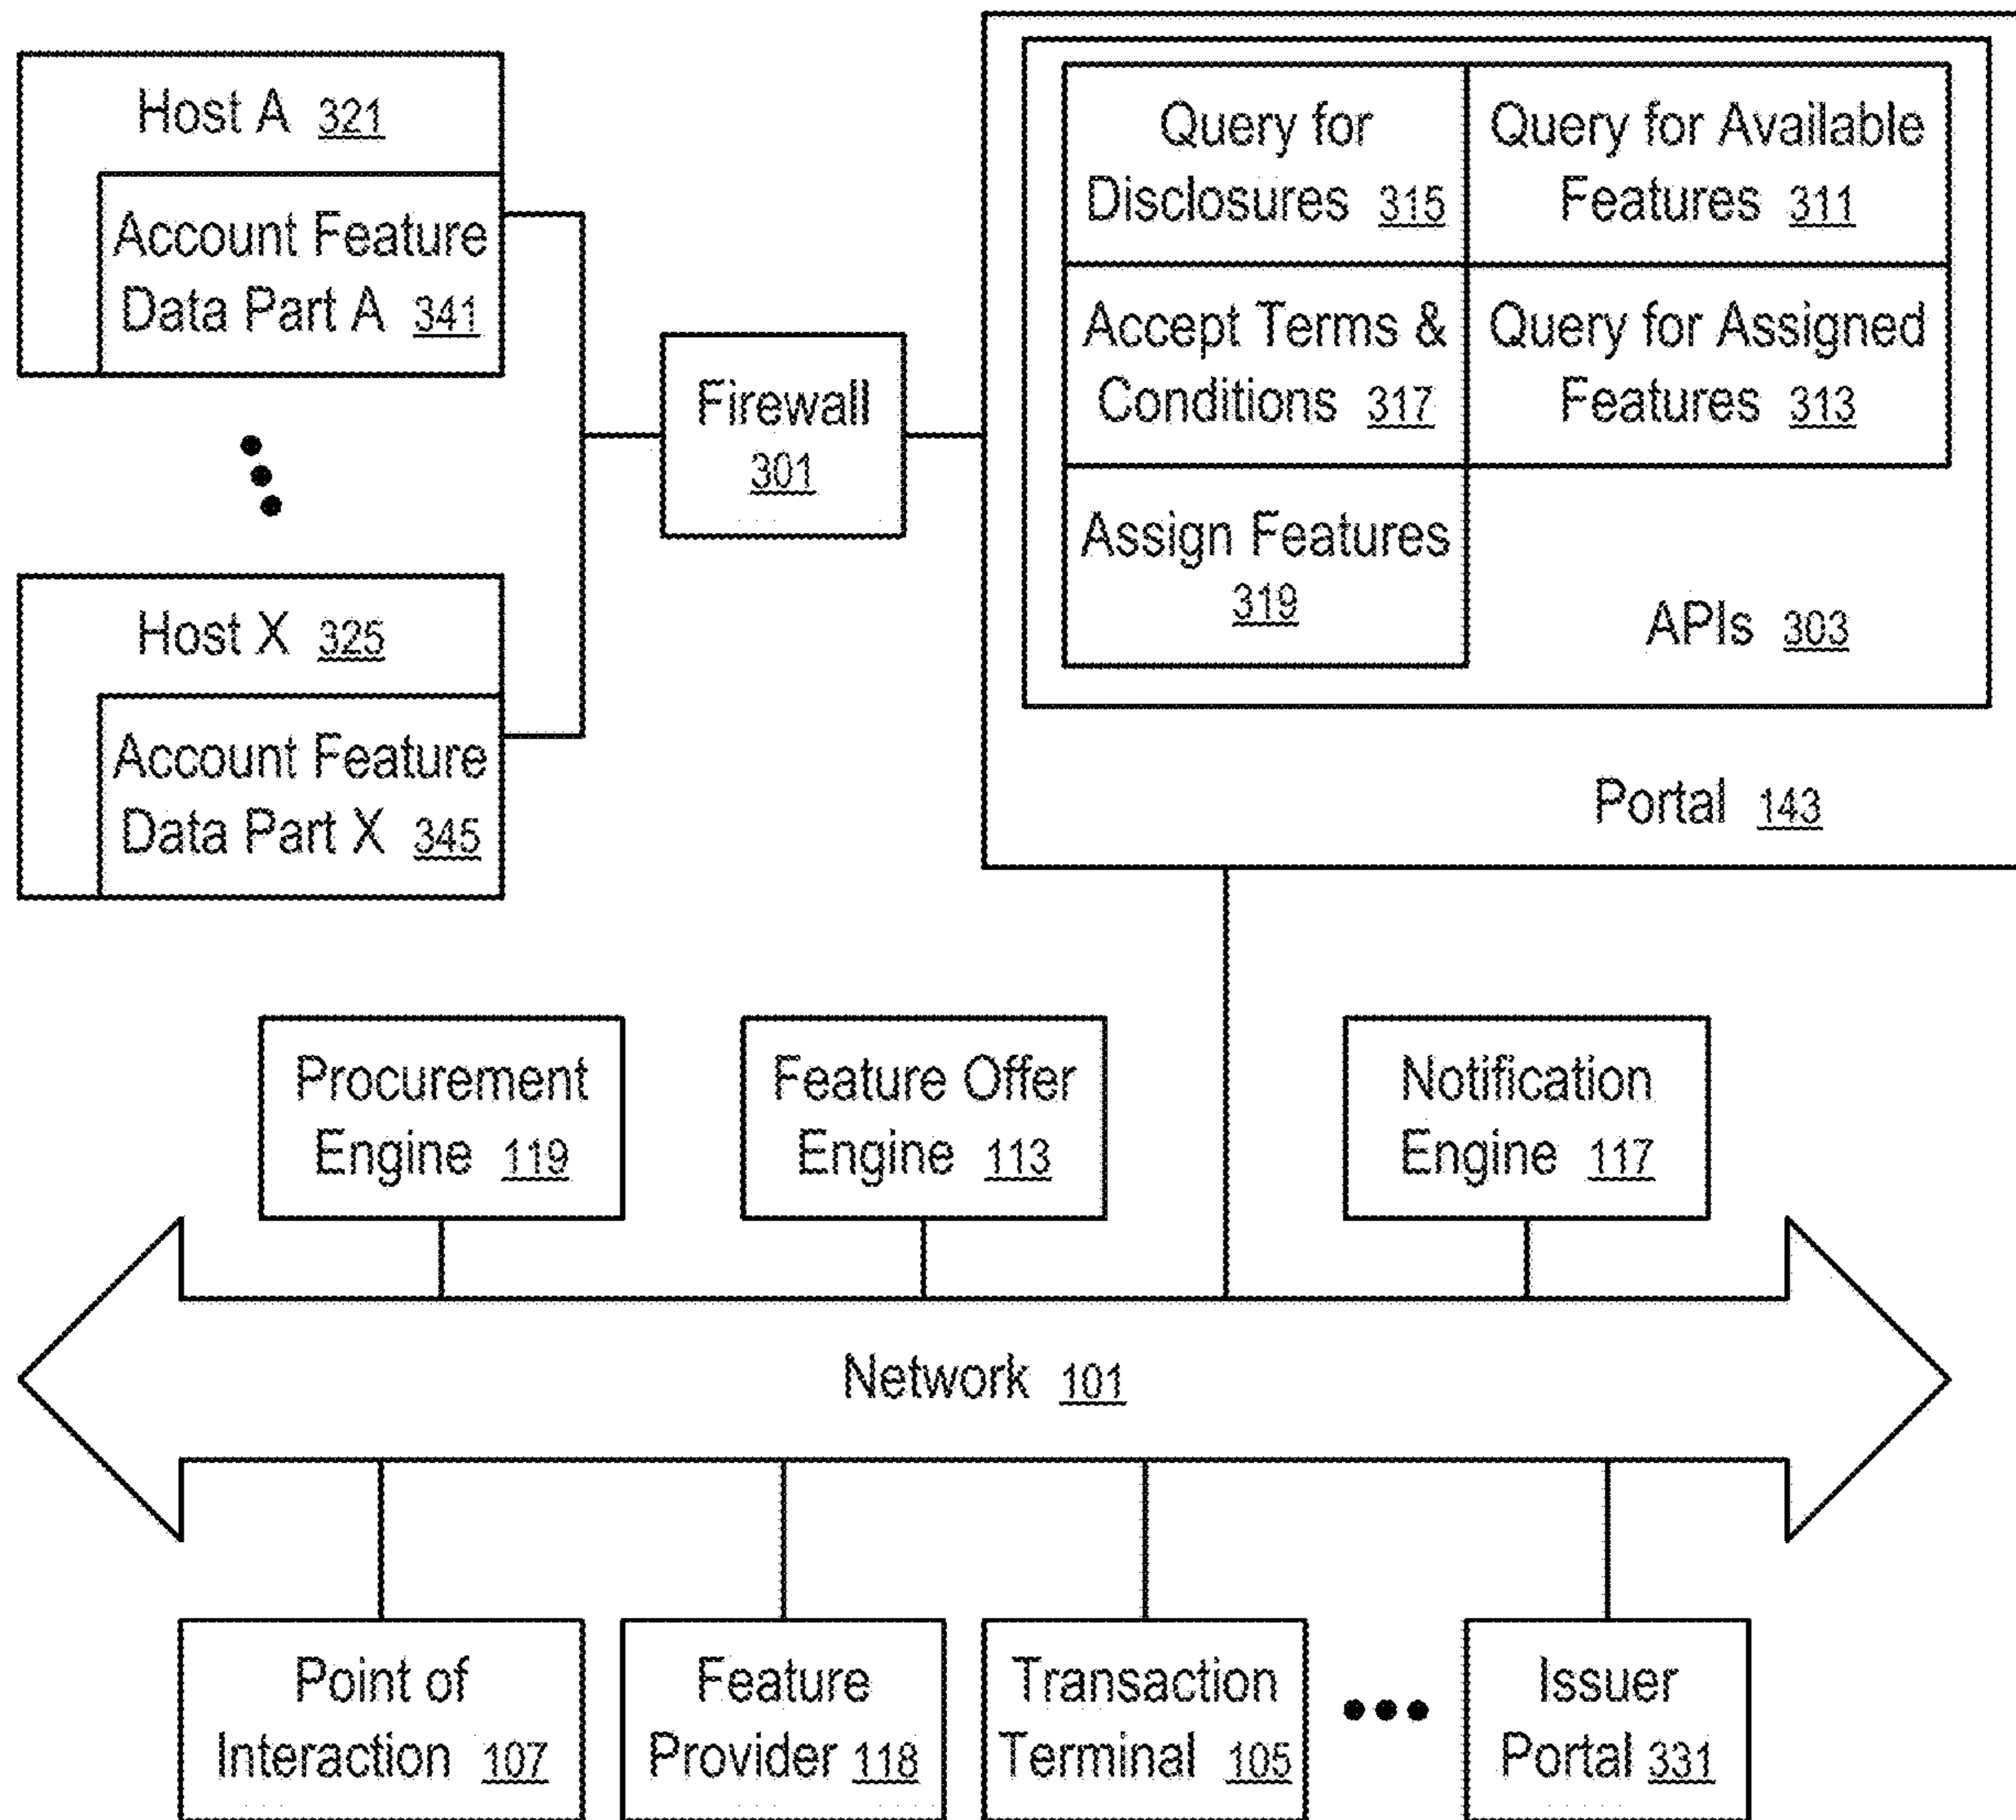 Host A 321
Account Feature
Data Part A 341
Host X 325
Account Feature
Data Part X 345
Firewall
301
Query for
Disclosures 315
Query for Available
Features 311
Accept Terms &
Conditions 317
Query for Assigned
Features 313
Assign Features
319
APIs 303
Portal 143
Procurement
Engine 119
Feature Offer
Engine 113
Notification
Engine 117
Network 101
Point of
Interaction 107
Feature
Provider 118
Transaction
Terminal 105
Issuer
Portal 331